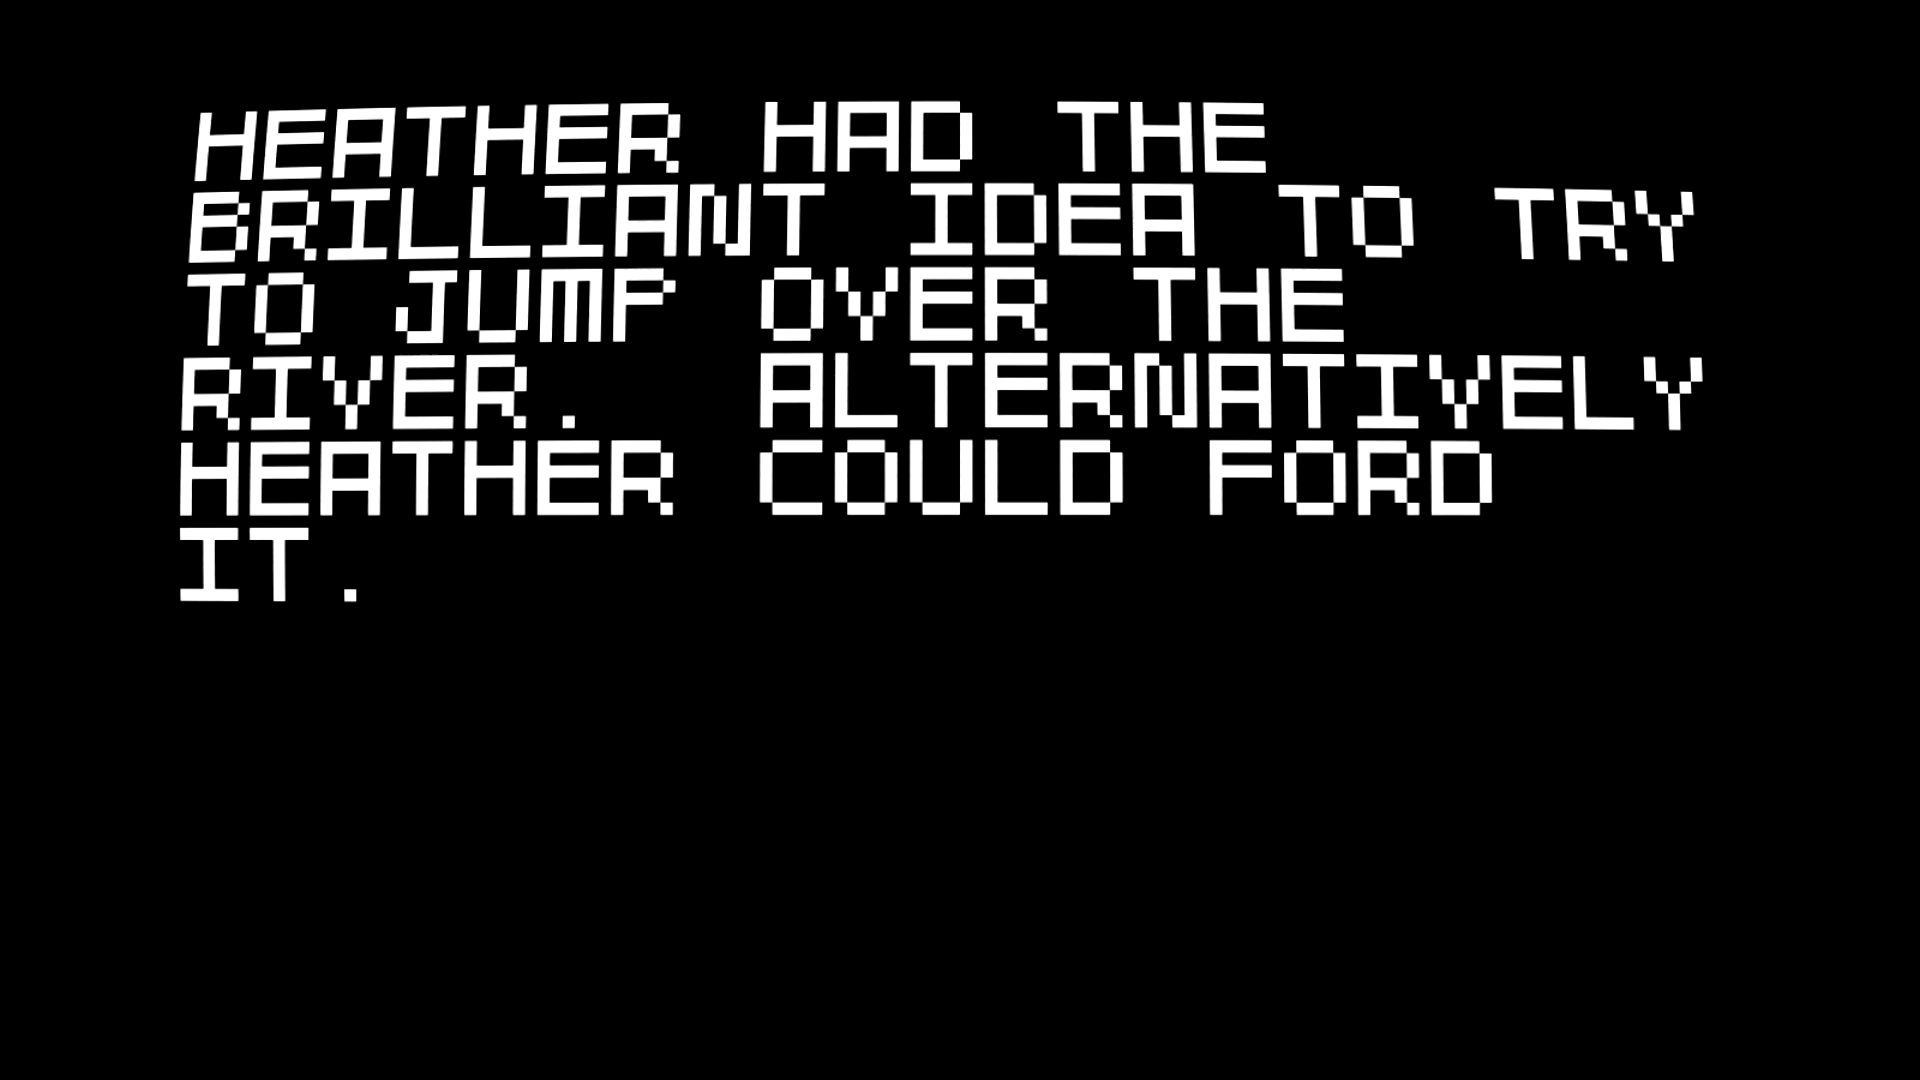 HEATHER HAD THE
BRILLIANT IDEA TO TRY
TO JUMP OVER THE
RIVER.  ALTERNATIVELY
HEATHER COULD FORD
IT.